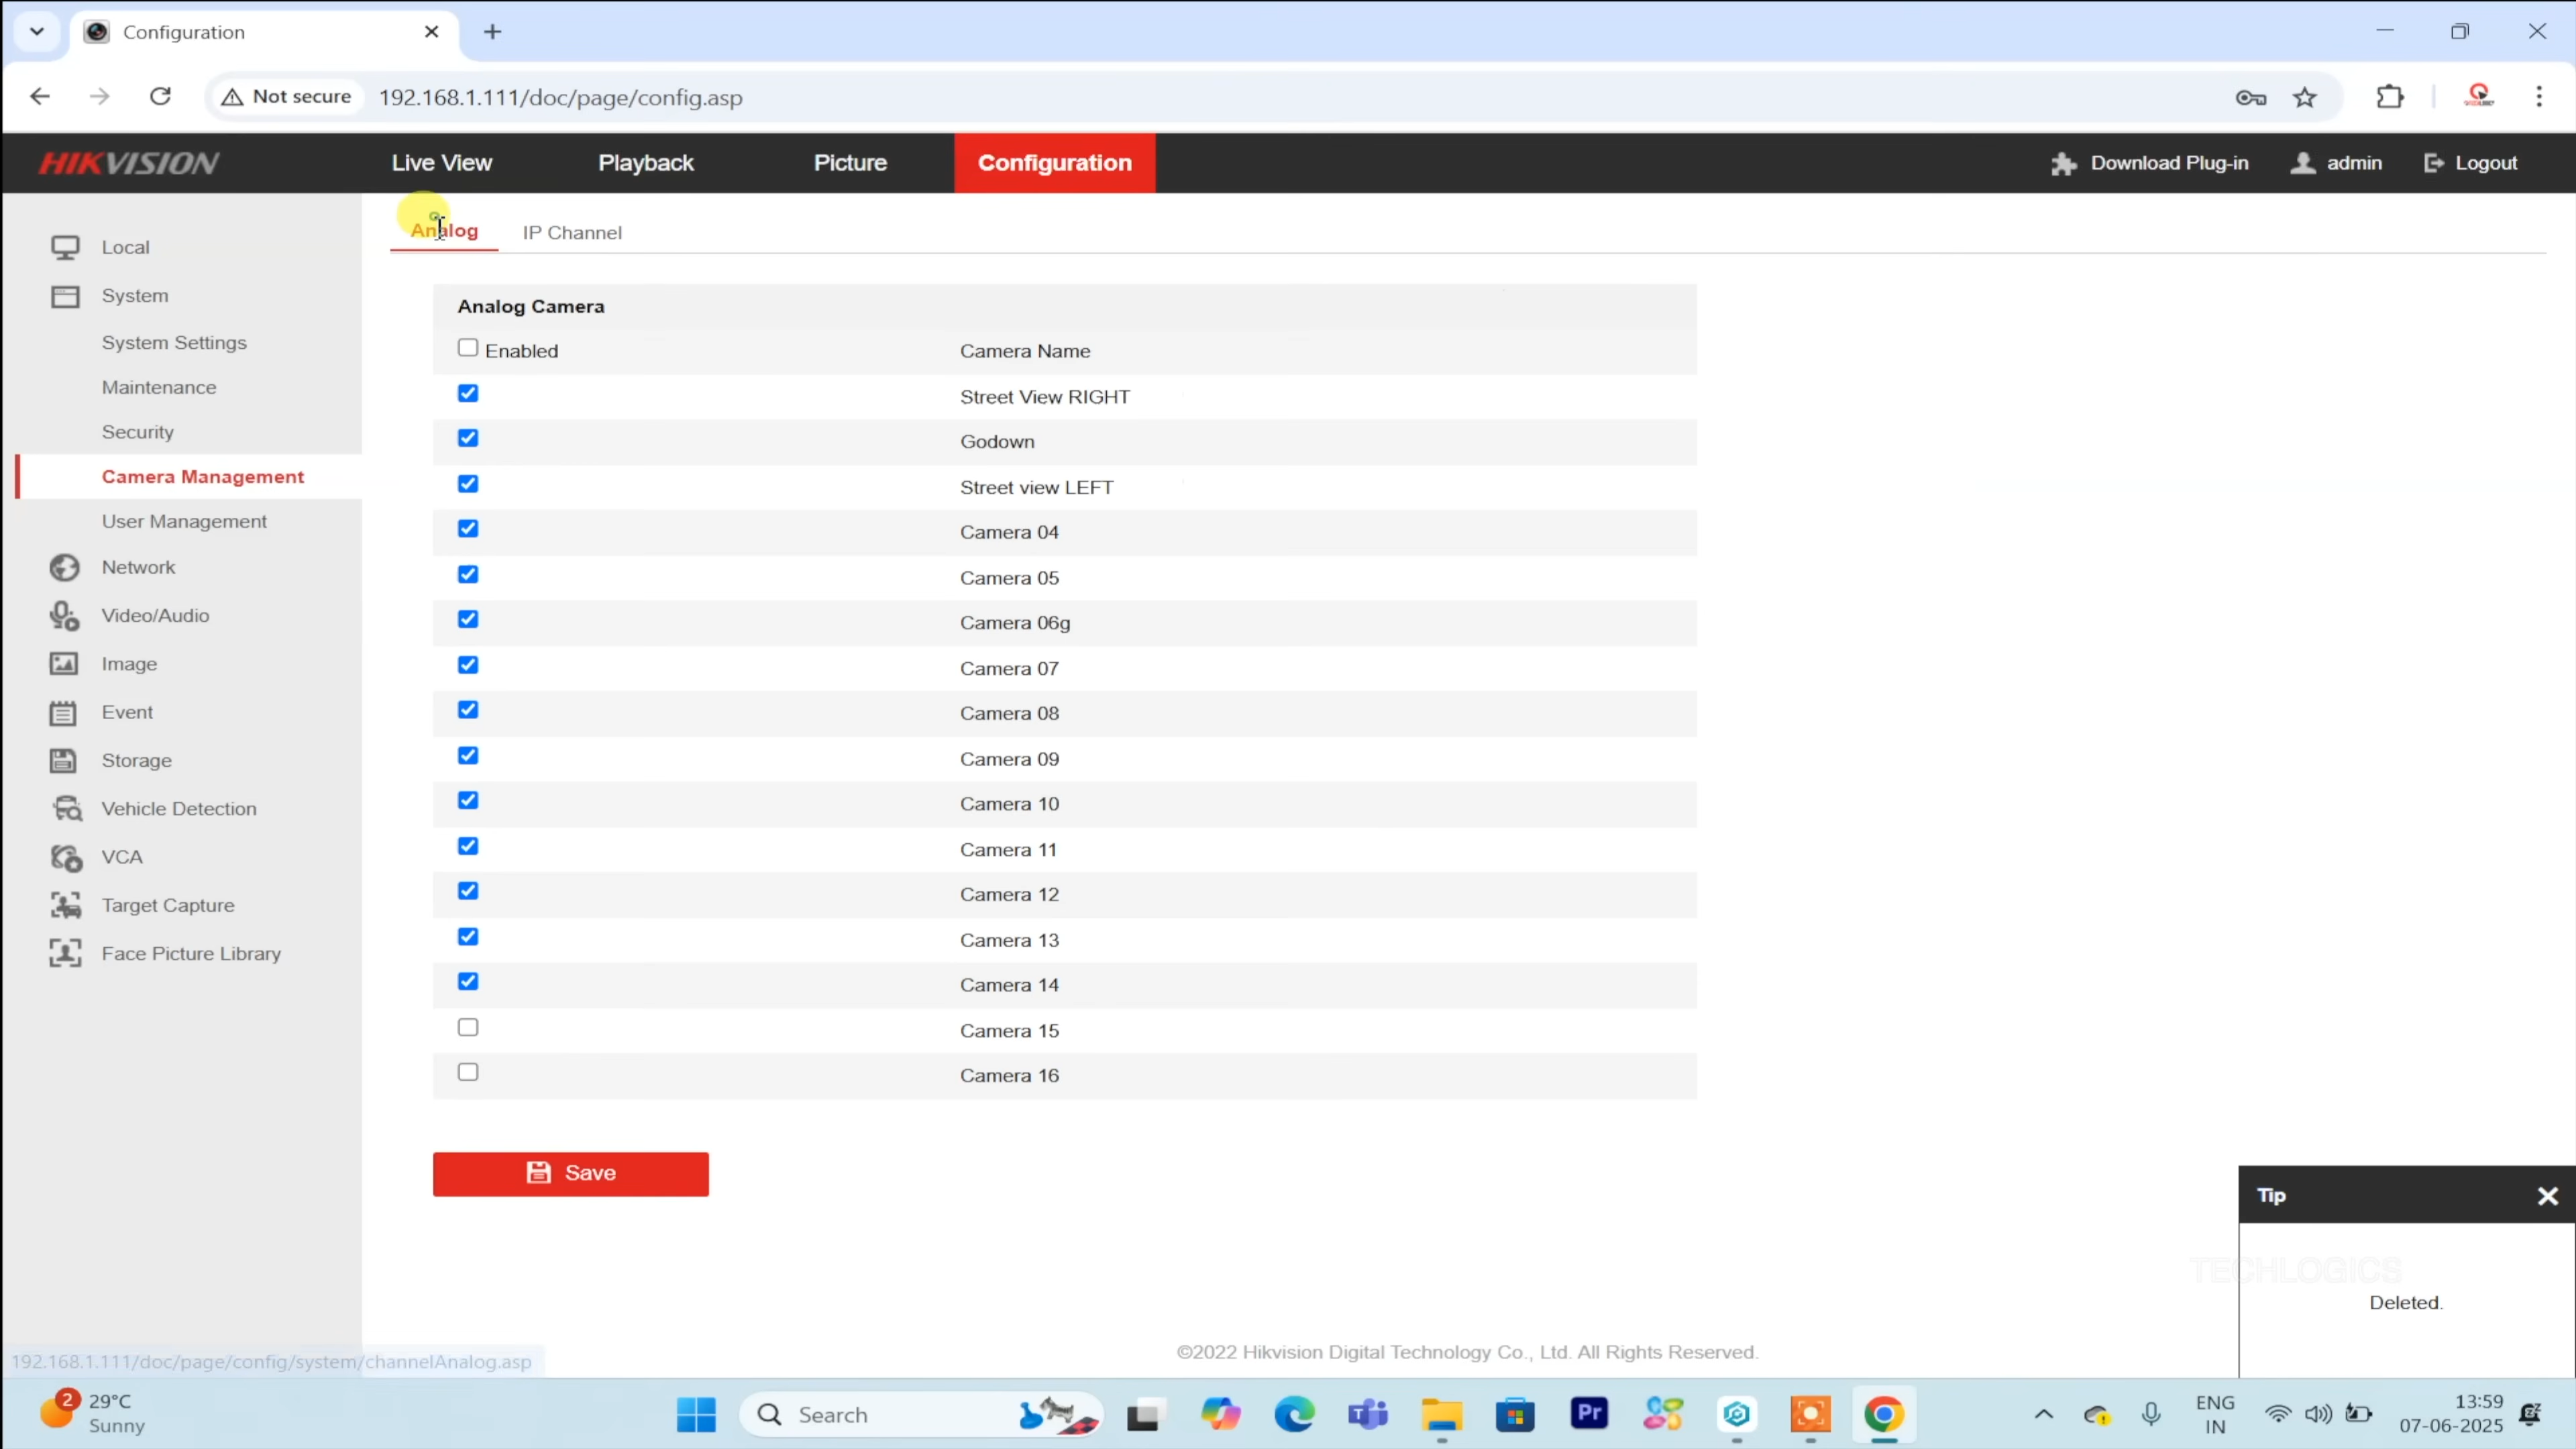 Configuration
Not secure 192.168.1.111/doc/page/config.asp
HIKVISION Live View Playback Picture Configuration Download Plug-in admin Logout
Analog IP Channel
Local
System
System Settings
Maintenance
Security
Camera Management
User Management
Network
Video/Audio
Image
Event
Storage
Vehicle Detection
VCA
Target Capture
Face Picture Library
Analog Camera
Enabled Camera Name
Street View RIGHT
Godown
Street view LEFT
Camera 04
Camera 05
Camera 06g
Camera 07
Camera 08
Camera 09
Camera 10
Camera 11
Camera 12
Camera 13
Camera 14
Camera 15
Camera 16
Save
Tip
TECHLOGICS
Deleted.
©2022 Hikvision Digital Technology Co., Ltd. All Rights Reserved.
192.168.1.111/doc/page/config/system/channelAnalog.asp
2 29°C
Sunny
Search
Pr
ENG
IN
13:59
07-06-2025